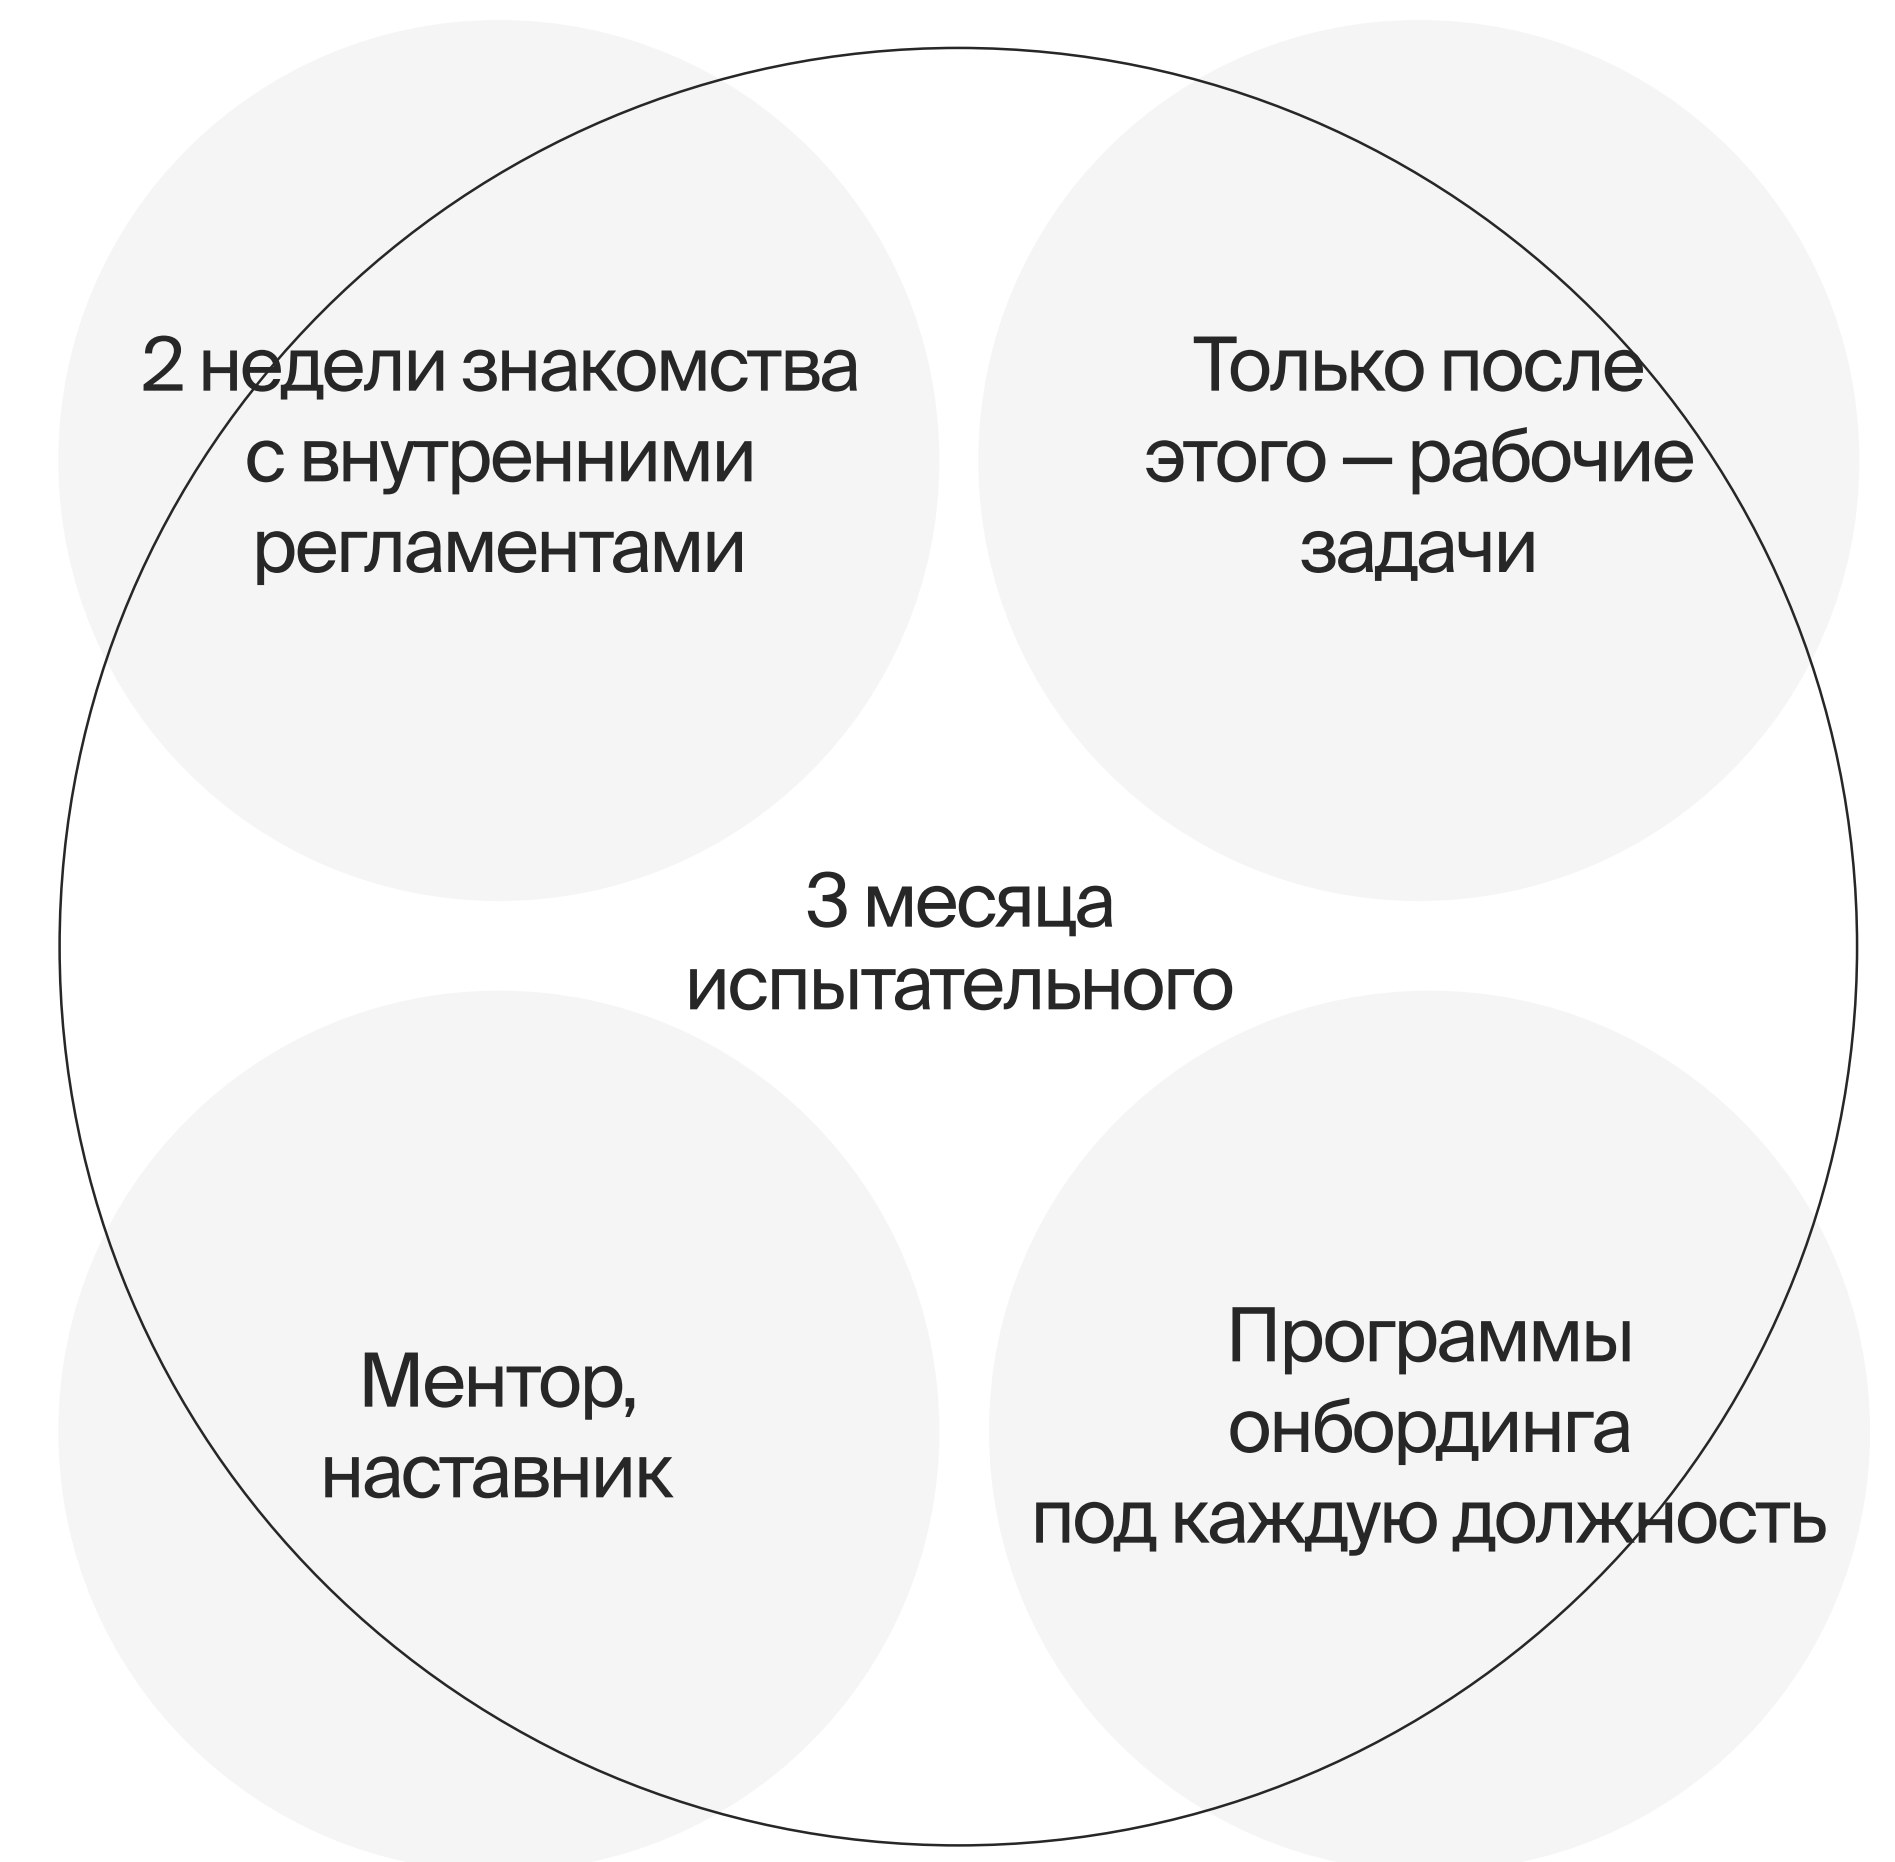 2 недели знакомства
с внутренними
регламентами
Только после
этого — рабочие
задачи
3 месяца
испытательного
Ментор,
наставник
Программы
онбординга
под каждую должность